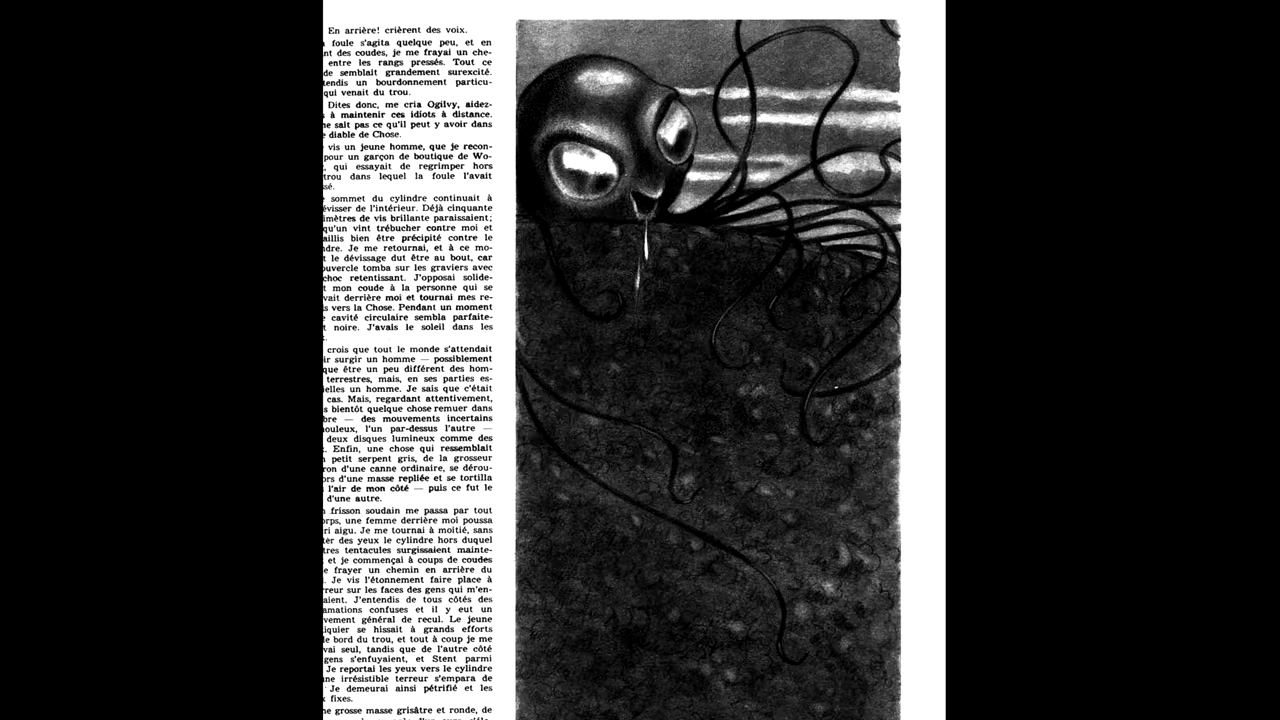 En arrière! crièrent des voix.
foule s'agita quelque peu, et en
nt des coudes, je me frayai un che-
entre les rangs pressés. Tout ce
de semblait grandement surexcité.
tendis un bourdonnement particu-
qui venait du trou.
Dites donc, me cria Ogilvy, aidez-
à maintenir ces idiots à distance.
ne sait pas ce qu'il peut y avoir dans
diable de Chose.
vis un jeune homme, que je recon-
pour un garçon de boutique de Wo-
, qui essayait de regrimper hors
trou dans lequel la foule l'avait
ssé.
sommet du cylindre continuait à
évisser de l'intérieur. Déjà cinquante
imètres de vis brillante paraissaient;
qu'un vint trébucher contre moi et
aillis bien être précipité contre le
ndre. Je me retournai, et à ce mo-
t le dévissage dut être au bout, car
ouvercle tomba sur les graviers avec
choc retentissant. J'opposai solide-
t mon coude à la personne qui se
vait derrière moi et tournai mes re-
s vers la Chose. Pendant un moment
cavité circulaire sembla parfaite-
t noire. J'avais le soleil dans les
crois que tout le monde s'attendait
ir surgir un homme — possiblement
que être un peu différent des hom-
terrestres, mais, en ses parties es-
ielles un homme. Je sais que c'était
cas. Mais, regardant attentivement,
s bientôt quelque chose remuer dans
bre — des mouvements incertains
houleux, l'un par-dessus l'autre —
deux disques lumineux comme des
. Enfin, une chose qui ressemblait
petit serpent gris, de la grosseur
ron d'une canne ordinaire, se dérou-
ors d'une masse repliée et se tortilla
l'air de mon côté — puis ce fut le
d'une autre.
frisson soudain me passa par tout
orps, une femme derrière moi poussa
cri aigu. Je me tournai à moitié, sans
ter des yeux le cylindre hors duquel
tres tentacules surgissaient mainte-
et je commençai à coups de coudes
e frayer un chemin en arrière du
. Je vis l'étonnement faire place à
rreur sur les faces des gens qui m'en-
aient. J'entendis de tous côtés des
amations confuses et il y eut un
vement général de recul. Le jeune
iquier se hissait à grands efforts
le bord du trou, et tout à coup je me
vai seul, tandis que de l'autre côté
gens s'enfuyaient, et Stent parmi
Je reportai les yeux vers le cylindre
ne irrésistible terreur s'empara de
Je demeurai ainsi pétrifié et les
fixes.
ne grosse masse grisâtre et ronde, de